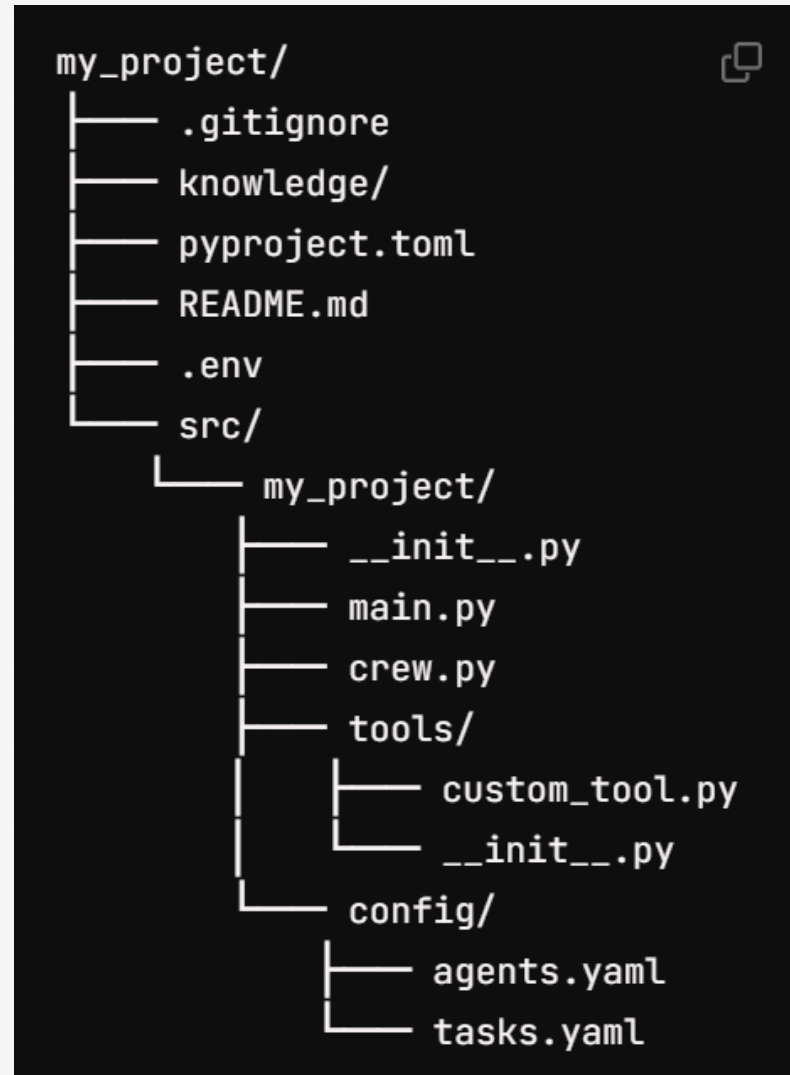 my_project/
├── .gitignore
├── knowledge/
├── pyproject.toml
├── README.md
├── .env
└── src/
    └── my_project/
        ├── __init__.py
        ├── main.py
        ├── crew.py
        ├── tools/
        │   ├── custom_tool.py
        │   └── __init__.py
        └── config/
            ├── agents.yaml
            └── tasks.yaml